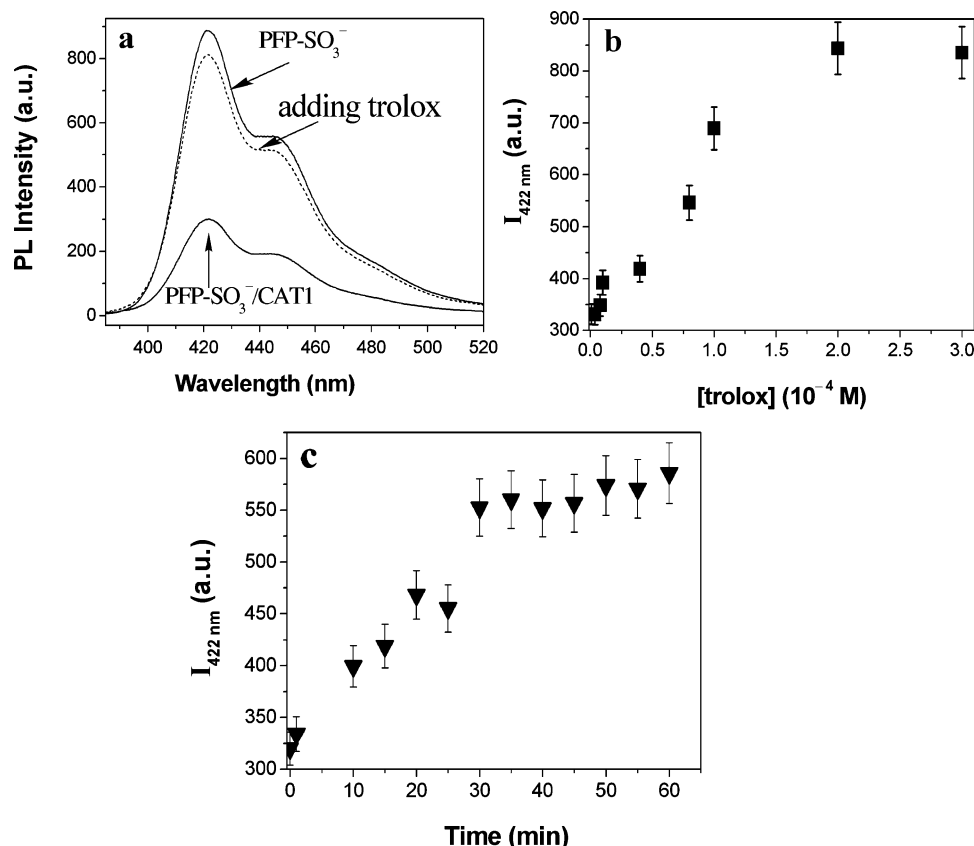 a
PFP-SO₃⁻
adding trolox
PFP-SO₃⁻/CAT1
PL Intensity (a.u.)
800
600
400
200
0
400 420 440 460 480 500 520
Wavelength (nm)
b
I₄₂₂ ₙₘ (a.u.)
900
800
700
600
500
400
300
0.0 0.5 1.0 1.5 2.0 2.5 3.0
[trolox] (10⁻⁴ M)
c
I₄₂₂ ₙₘ (a.u.)
600
550
500
450
400
350
300
0 10 20 30 40 50 60
Time (min)